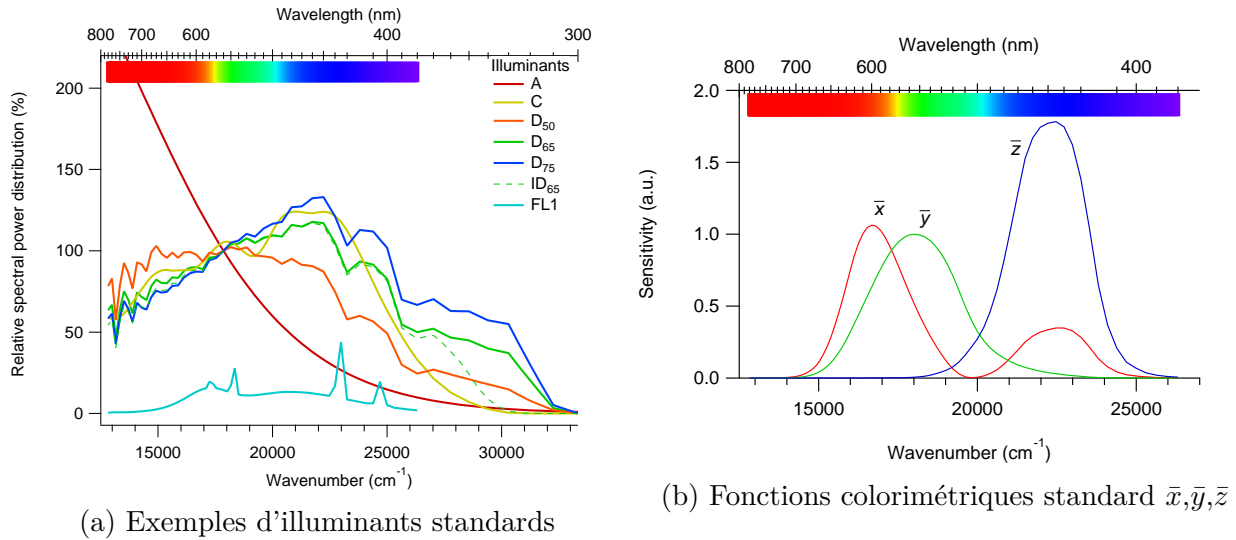 Wavelength (nm)
800 700 600 500 400 300
Relative spectral power distribution (%)
200
150
100
50
0
Illuminants
A
C
D50
D65
D75
ID65
FL1
15000 20000 25000 30000
Wavenumber (cm-1)
(a) Exemples d'illuminants standards
Wavelength (nm)
800 700 600 500 400
Sensitivity (a.u.)
2.0
1.5
1.0
0.5
0.0
x̄
ȳ
z̄
15000 20000 25000
Wavenumber (cm-1)
(b) Fonctions colorimétriques standard x̄,ȳ,z̄